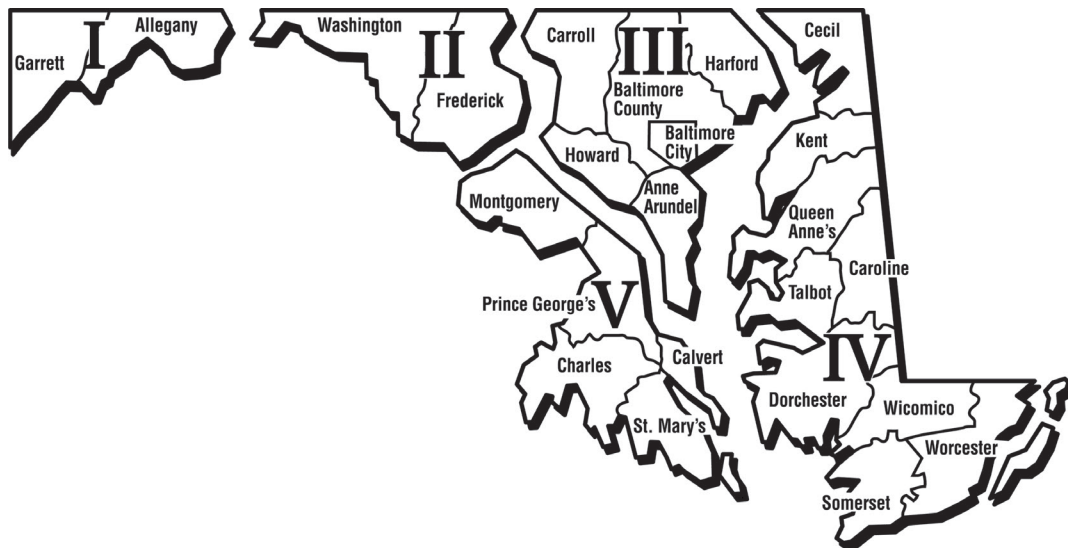 Garrett
I
Allegany
Washington
II
Frederick
Carroll
III
Harford
Baltimore
County
Baltimore
City
Howard
Anne
Arundel
Cecil
Kent
Queen
Anne's
Caroline
Talbot
IV
Dorchester
Wicomico
Worcester
Somerset
Montgomery
Prince George's
V
Charles
Calvert
St. Mary's